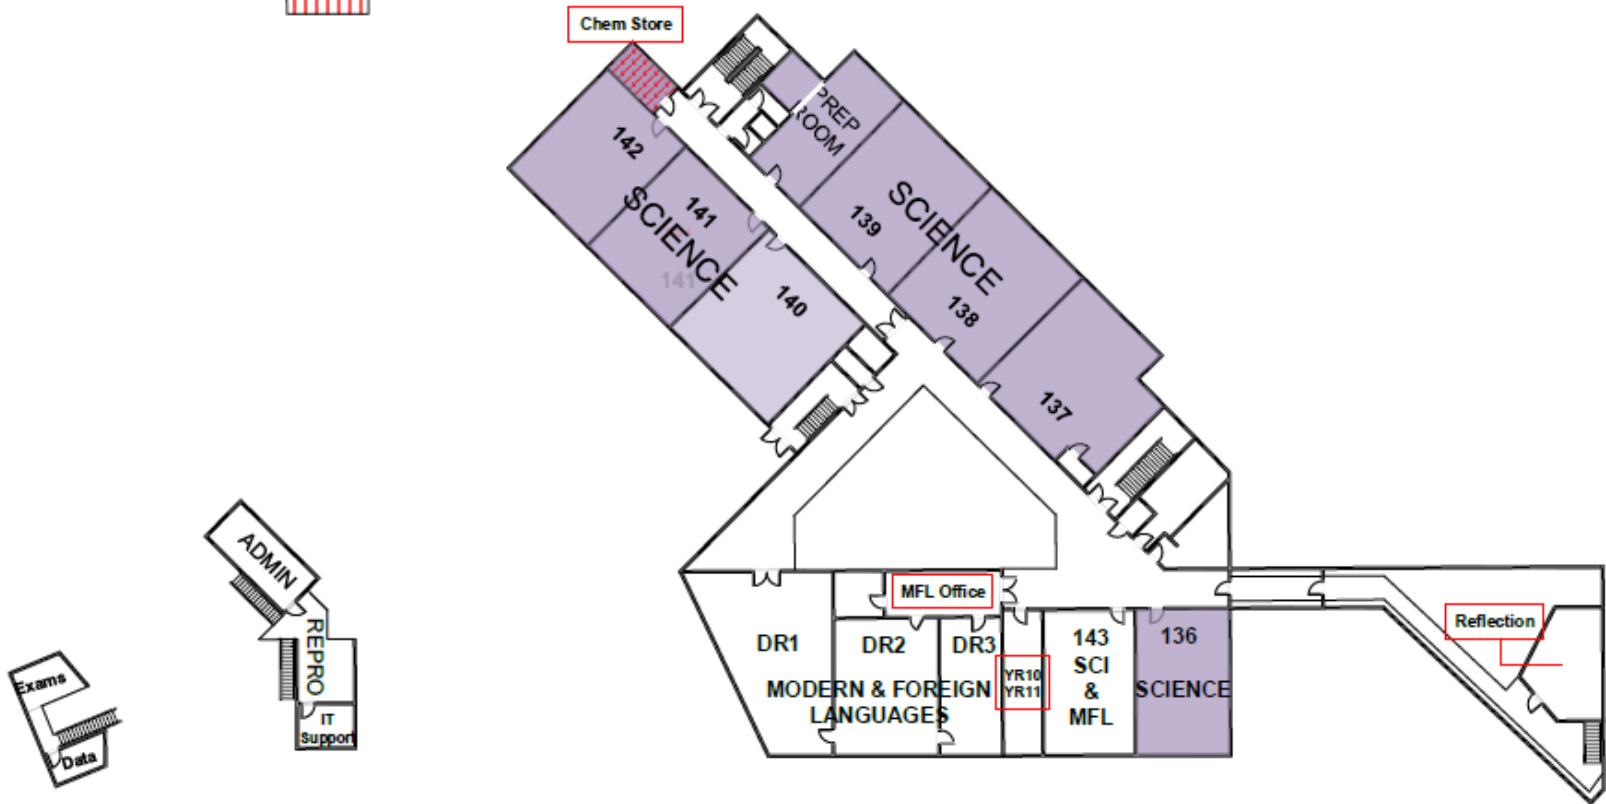 Chem Store
PREP
ROOM
142
SCIENCE
141
141
140
139
SCIENCE
138
137
ADMIN
REPRO
IT
Support
Exams
Data
MFL Office
DR1
DR2
DR3
MODERN & FOREIGN
LANGUAGES
YR10
YR11
143
SCI
&
MFL
136
SCIENCE
Reflection